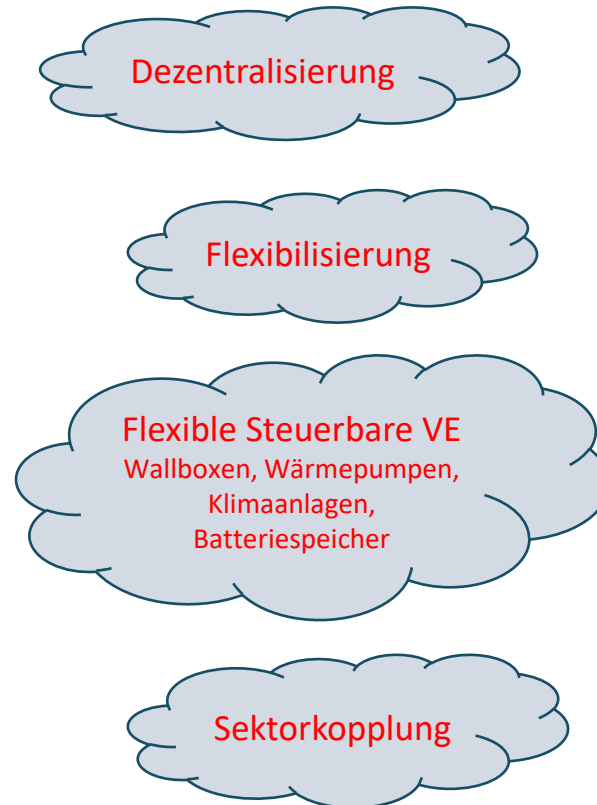 Dezentralisierung
Flexibilisierung
Flexible Steuerbare VE
Wallboxen, Wärmepumpen,
Klimaanlagen,
Batteriespeicher
Sektorkopplung